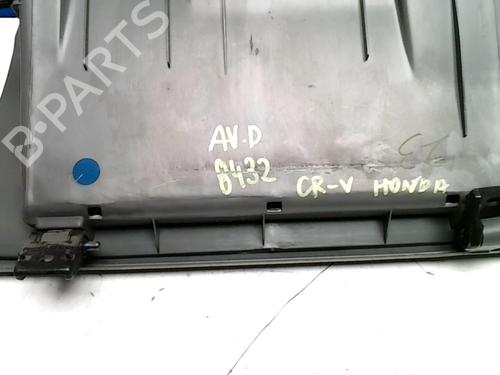 B-PARTS
AV.D
8432
CR-V HONDA